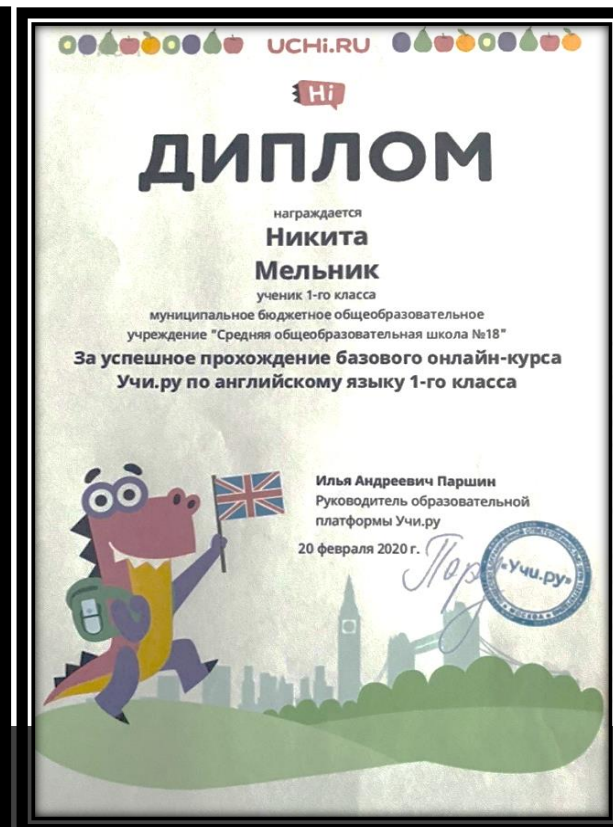 UCHi.RU
Hi
ДИПЛОМ
награждается
Никита
Мельник
ученик 1-го класса
муниципальное бюджетное общеобразовательное
учреждение "Средняя общеобразовательная школа №18"
За успешное прохождение базового онлайн-курса
Учи.ру по английскому языку 1-го класса
Илья Андреевич Паршин
Руководитель образовательной
платформы Учи.ру
20 февраля 2020 г.
«Учи.ру»
МОСКВА